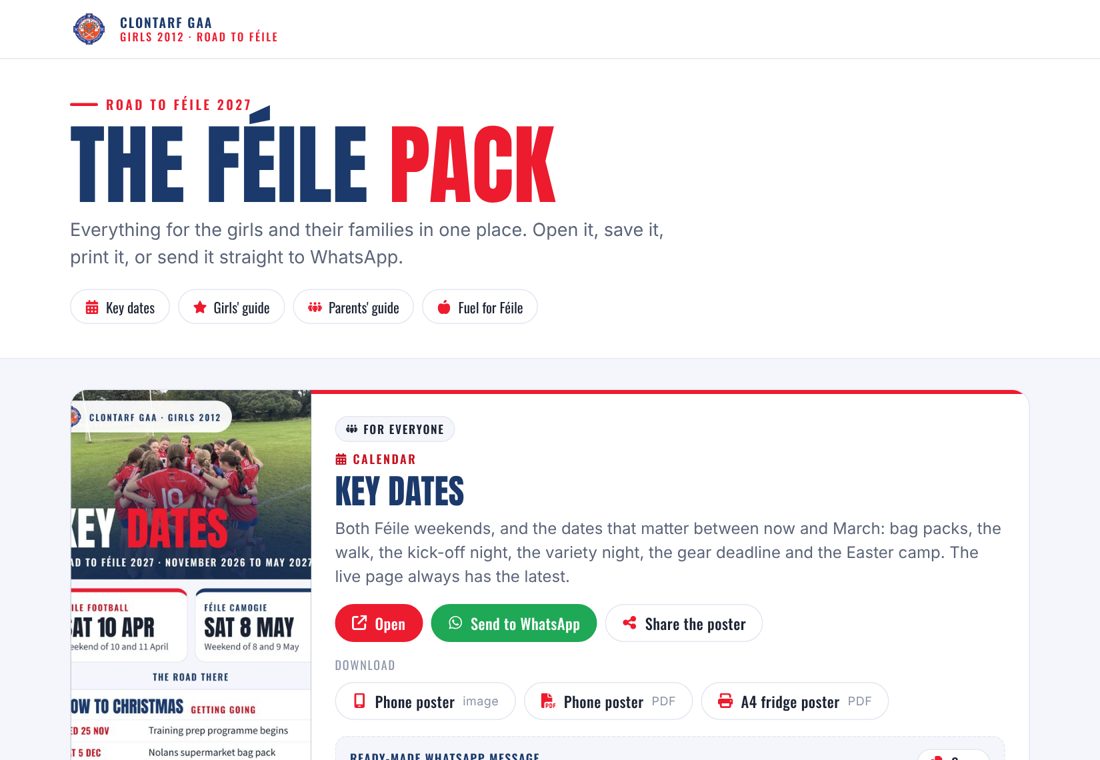 CLONTARF GAA
GIRLS 2012 · ROAD TO FÉILE
ROAD TO FÉILE 2027
THE FÉILE PACK
Everything for the girls and their families in one place. Open it, save it,
print it, or send it straight to WhatsApp.
Key dates
Girls' guide
Parents' guide
Fuel for Féile
CLONTARF GAA · GIRLS 2012
10
KEY DATES
AD TO FÉILE 2027 · NOVEMBER 2026 TO MAY 2027
ILE FOOTBALL
AT 10 APR
eekend of 10 and 11 April
FÉILE CAMOGIE
SAT 8 MAY
Weekend of 8 and 9 May
THE ROAD THERE
OW TO CHRISTMAS GETTING GOING
ED 25 NOV Training prep programme begins
T 5 DEC Nolans supermarket bag pack
FOR EVERYONE
CALENDAR
KEY DATES
Both Féile weekends, and the dates that matter between now and March: bag packs, the
walk, the kick-off night, the variety night, the gear deadline and the Easter camp. The
live page always has the latest.
Open
Send to WhatsApp
Share the poster
DOWNLOAD
Phone poster image
Phone poster PDF
A4 fridge poster PDF
READY-MADE WHATSAPP MESSAGE